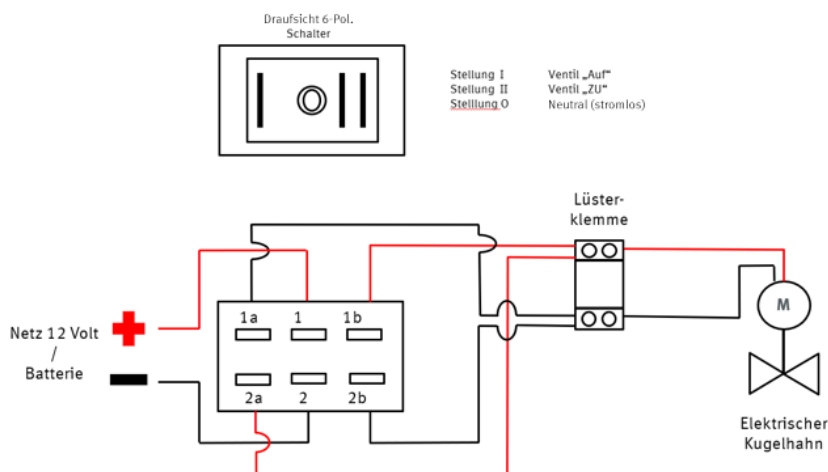 Draufsicht 6-Pol.
Schalter
Stellung I Ventil „Auf“
Stellung II Ventil „ZU“
Stelllung O Neutral (stromlos)
Lüster-
klemme
1a 1 1b
2a 2 2b
Netz 12 Volt
/
Batterie
M
Elektrischer
Kugelhahn